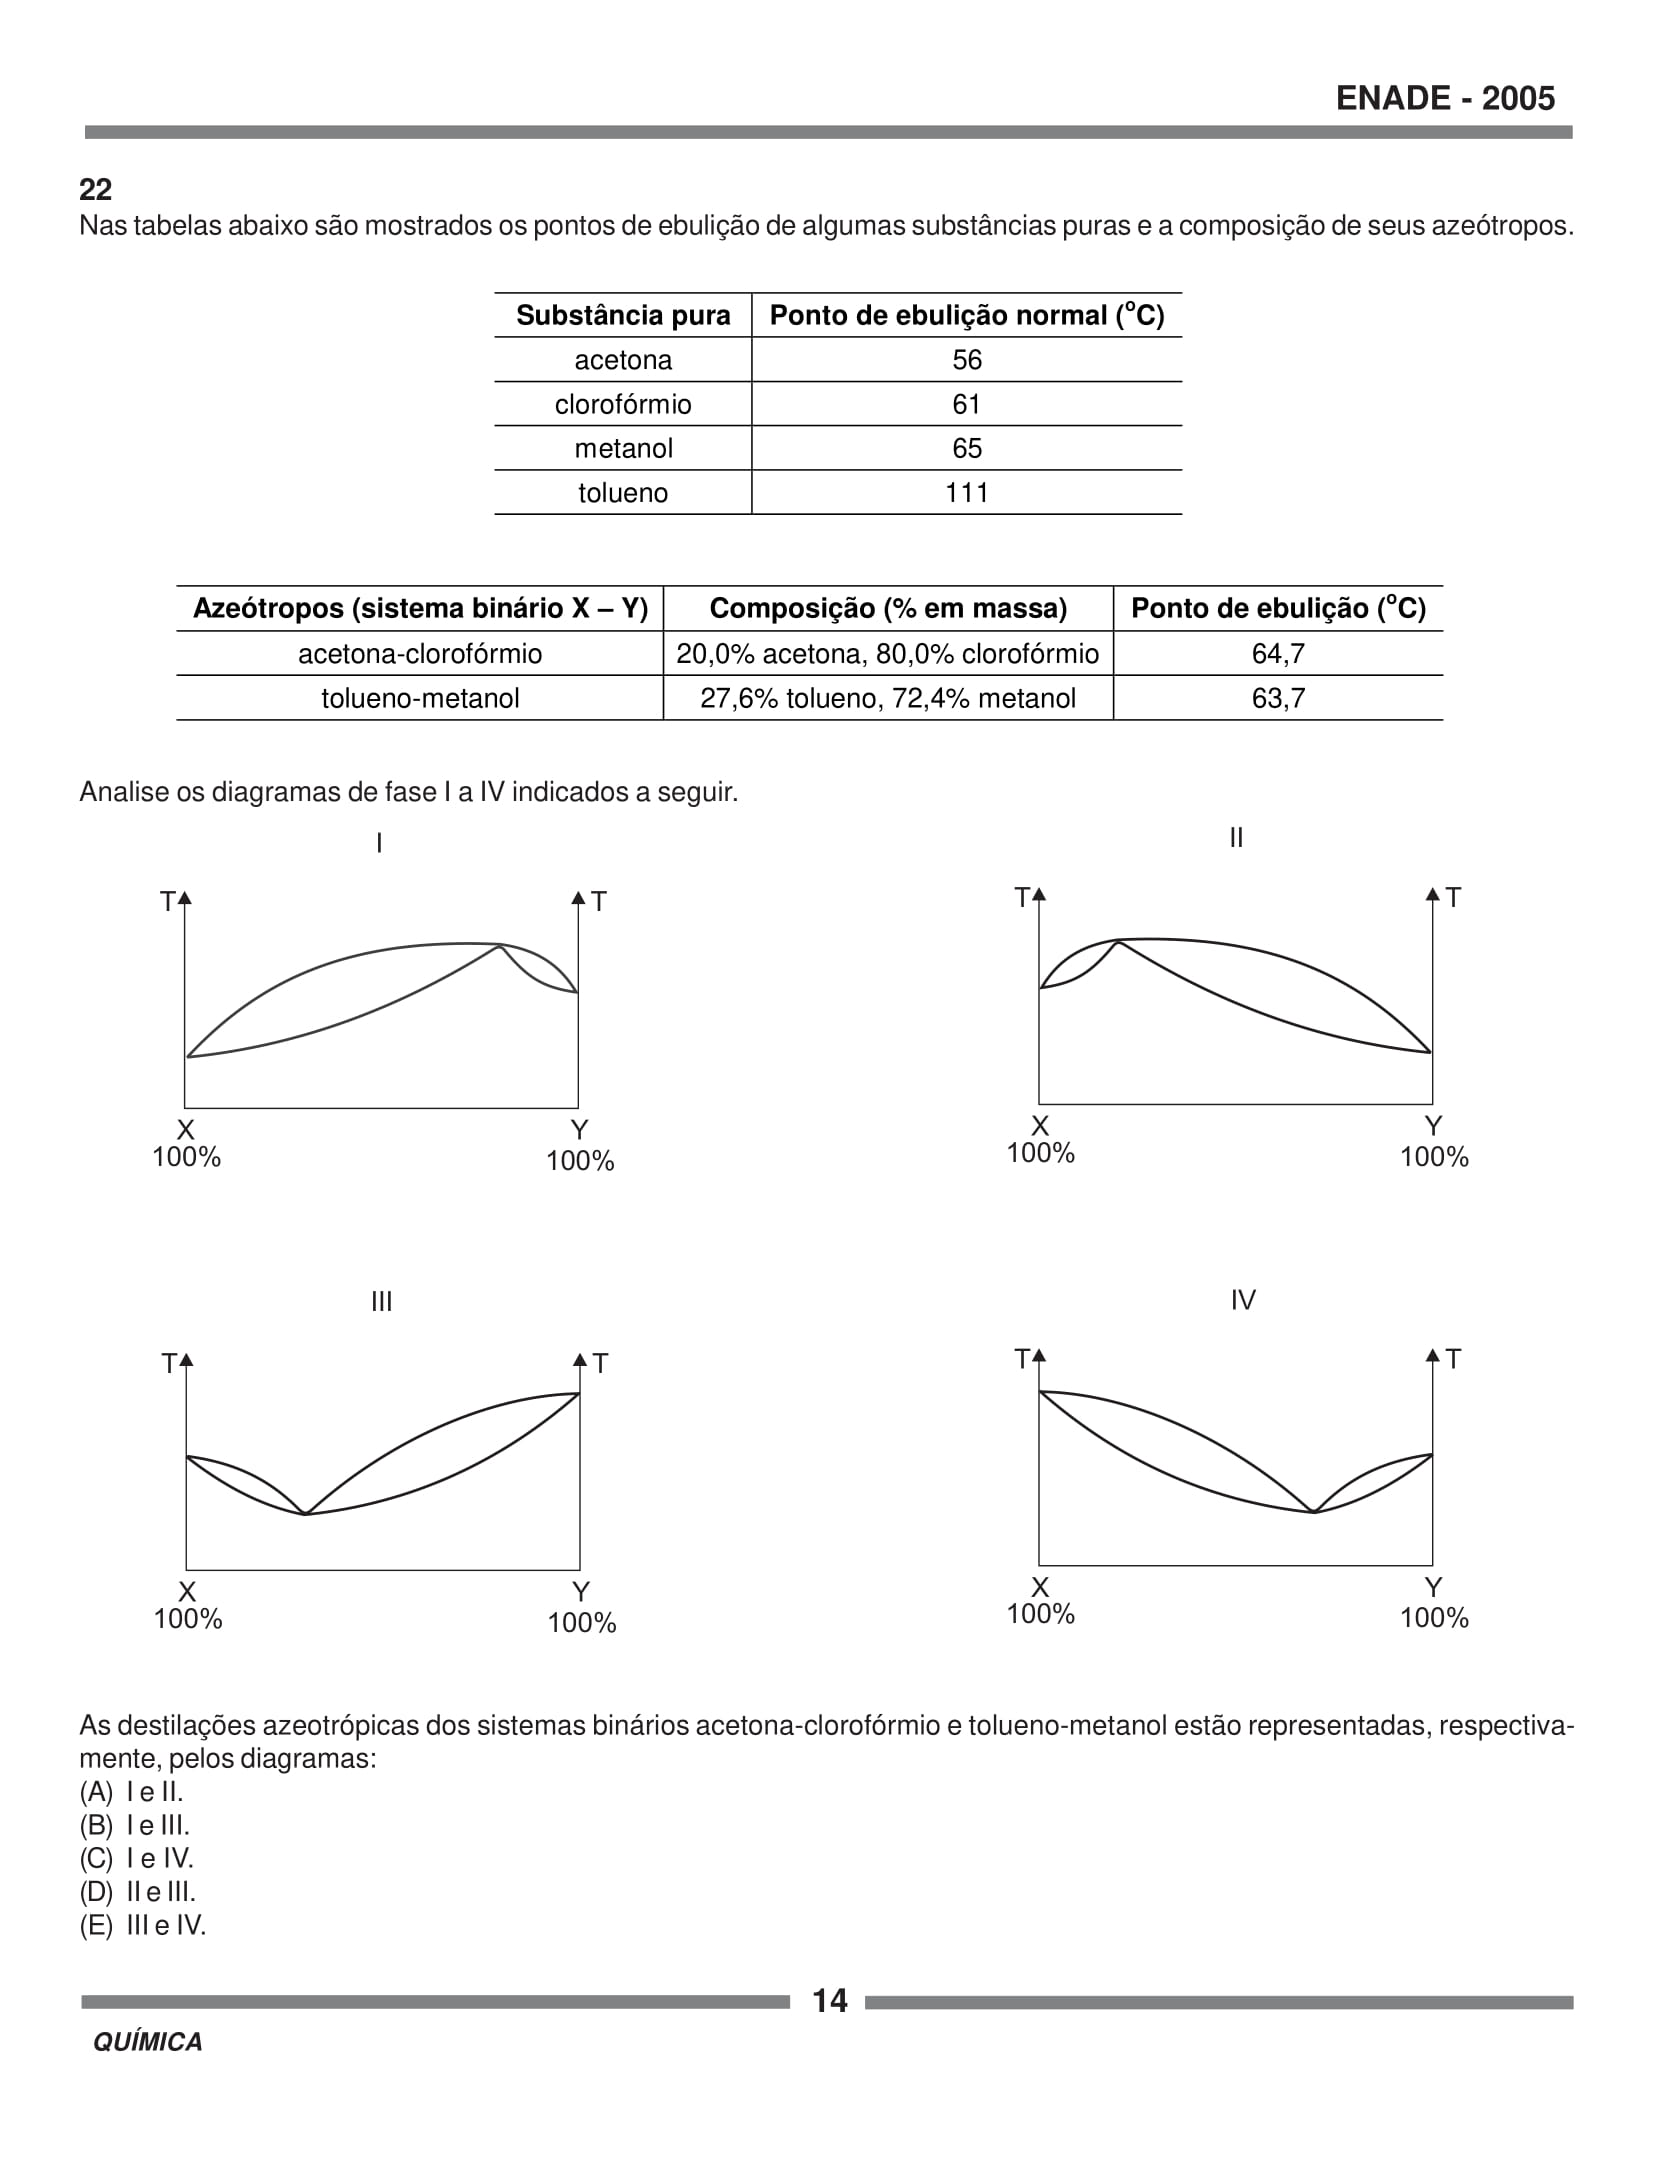 ENADE - 2005
22
Nas tabelas abaixo são mostrados os pontos de ebulição de algumas substâncias puras e a composição de seus azeótropos.
Substância pura Ponto de ebulição normal (ºC)
acetona 56
clorofórmio 61
metanol 65
tolueno 111
Azeótropos (sistema binário X – Y) Composição (% em massa) Ponto de ebulição (ºC)
acetona-clorofórmio 20,0% acetona, 80,0% clorofórmio 64,7
tolueno-metanol 27,6% tolueno, 72,4% metanol 63,7
Analise os diagramas de fase I a IV indicados a seguir.
I II
T T T T
X Y X Y
100% 100% 100% 100%
III IV
T T T T
X Y X Y
100% 100% 100% 100%
As destilações azeotrópicas dos sistemas binários acetona-clorofórmio e tolueno-metanol estão representadas, respectiva-
mente, pelos diagramas:
(A) I e II.
(B) I e III.
(C) I e IV.
(D) II e III.
(E) III e IV.
14
QUÍMICA